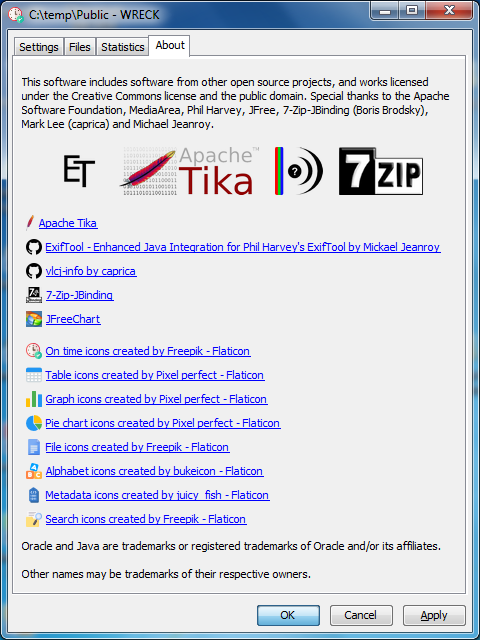 C:\temp\Public - WRECK
Settings Files Statistics About
This software includes software from other open source projects, and works licensed
under the Creative Commons license and the public domain. Special thanks to the Apache
Software Foundation, MediaArea, Phil Harvey, JFree, 7-Zip-JBinding (Boris Brodsky),
Mark Lee (caprica) and Michael Jeanroy.
ET
Apache™
Tika
?
7ZIP
Apache Tika
ExifTool - Enhanced Java Integration for Phil Harvey's ExifTool by Mickael Jeanroy
vlcj-info by caprica
7-Zip-JBinding
JFreeChart
On time icons created by Freepik - Flaticon
Table icons created by Pixel perfect - Flaticon
Graph icons created by Pixel perfect - Flaticon
Pie chart icons created by Pixel perfect - Flaticon
File icons created by Freepik - Flaticon
Alphabet icons created by bukeicon - Flaticon
Metadata icons created by juicy_fish - Flaticon
Search icons created by Freepik - Flaticon
Oracle and Java are trademarks or registered trademarks of Oracle and/or its affiliates.
Other names may be trademarks of their respective owners.
OK Cancel Apply